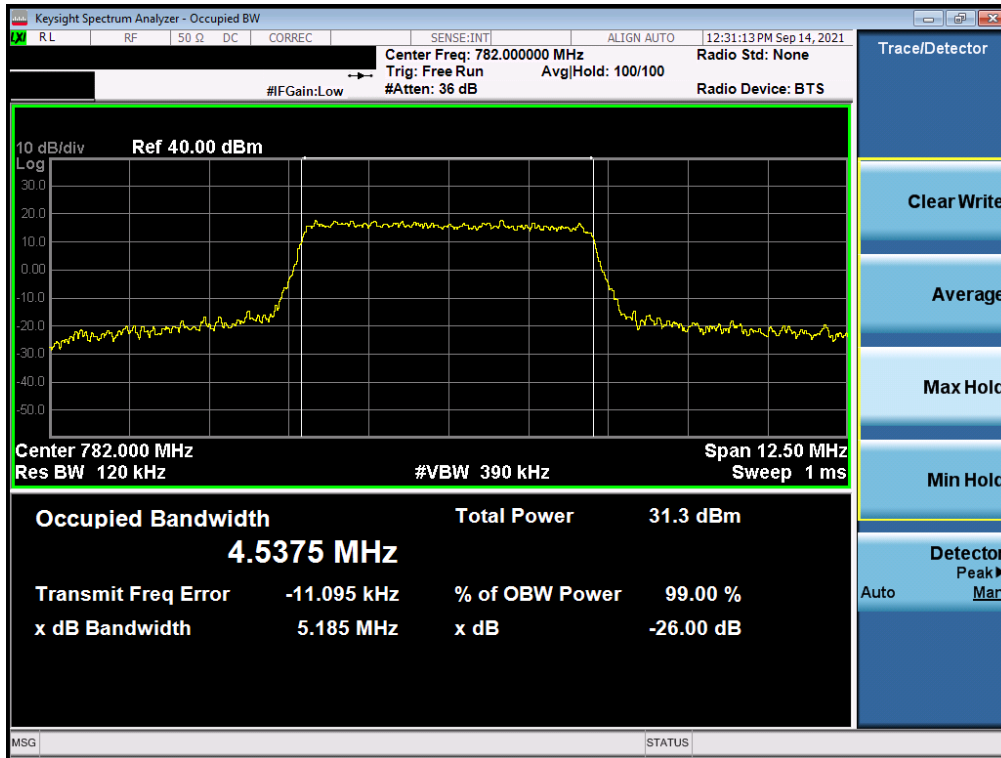 Keysight Spectrum Analyzer - Occupied BW
LXI RL RF 50 Ω DC CORREC SENSE:INT ALIGN AUTO 12:31:13 PM Sep 14, 2021
Center Freq: 782.000000 MHz Radio Std: None
Trig: Free Run Avg|Hold: 100/100
#IFGain:Low #Atten: 36 dB Radio Device: BTS
Trace/Detector
10 dB/div Ref 40.00 dBm
Log
30.0
20.0
10.0
0.00
-10.0
-20.0
-30.0
-40.0
-50.0
Center 782.000 MHz Span 12.50 MHz
Res BW 120 kHz #VBW 390 kHz Sweep 1 ms
Occupied Bandwidth Total Power 31.3 dBm
4.5375 MHz
Transmit Freq Error -11.095 kHz % of OBW Power 99.00 %
x dB Bandwidth 5.185 MHz x dB -26.00 dB
Clear Write
Average
Max Hold
Min Hold
Detector
Peak
Auto Man
MSG STATUS